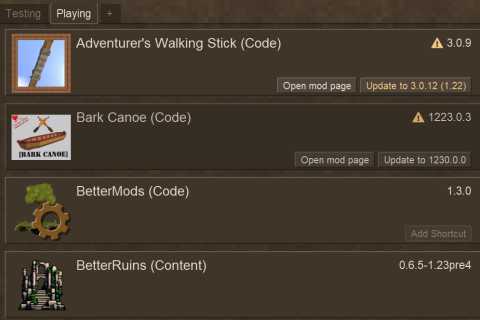 Testing Playing +
Adventurer's Walking Stick (Code) 3.0.9
Open mod page Update to 3.0.12 (1.22)
Bark Canoe (Code) 1223.0.3
[BARK CANOE]
Open mod page Update to 1230.0.0
BetterMods (Code) 1.3.0
Add Shortcut
BetterRuins (Content) 0.6.5-1.23pre4